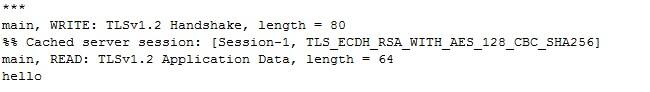 ***
main, WRITE: TLSv1.2 Handshake, length = 80
%% Cached server session: [Session-1, TLS_ECDH_RSA_WITH_AES_128_CBC_SHA256]
main, READ: TLSv1.2 Application Data, length = 64
hello